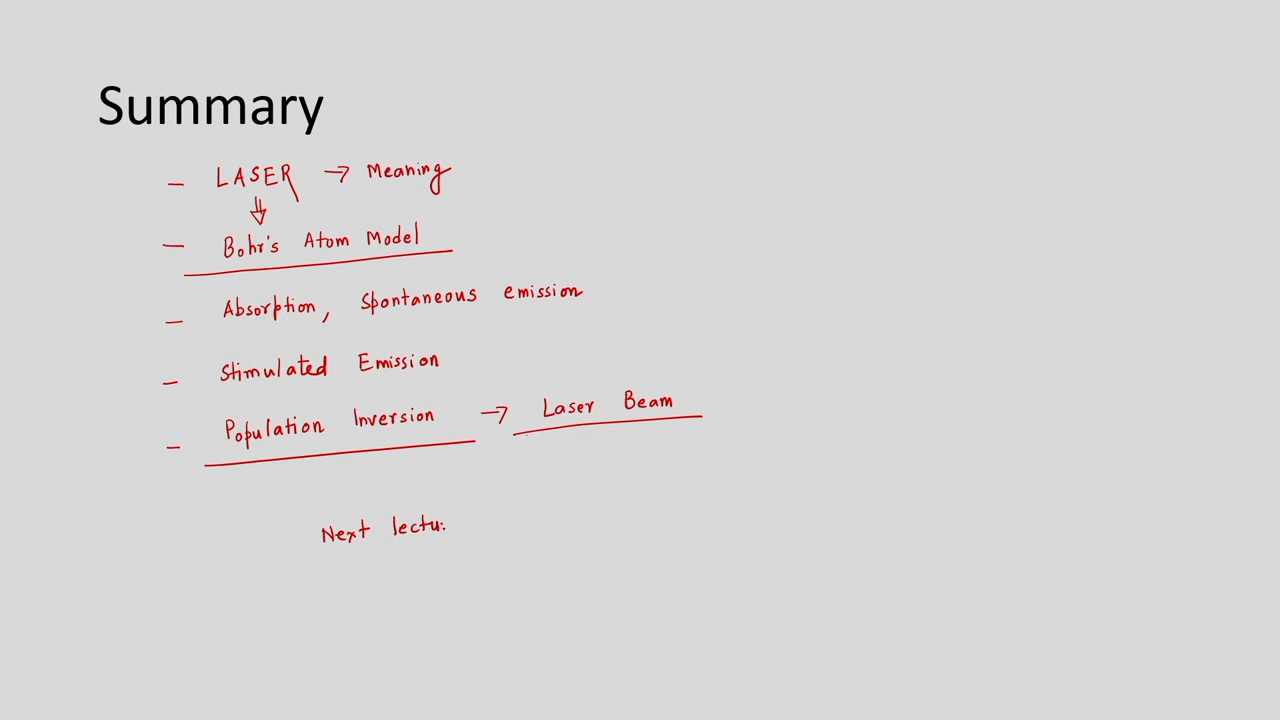 Summary
- LASER → Meaning
⇓
- Bohr's Atom Model
- Absorption, Spontaneous emission
- Stimulated Emission
- Population Inversion → Laser Beam
Next lectu